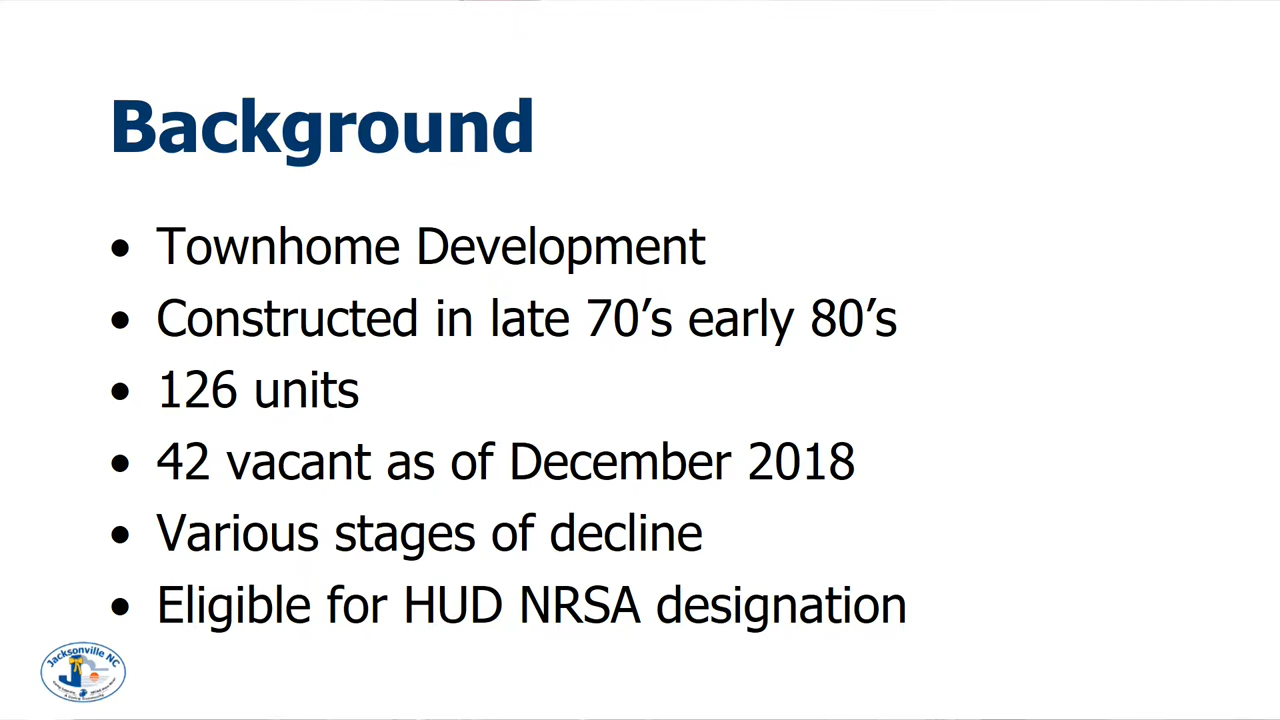 Background
• Townhome Development
• Constructed in late 70’s early 80’s
• 126 units
• 42 vacant as of December 2018
• Various stages of decline
• Eligible for HUD NRSA designation
Jacksonville NC